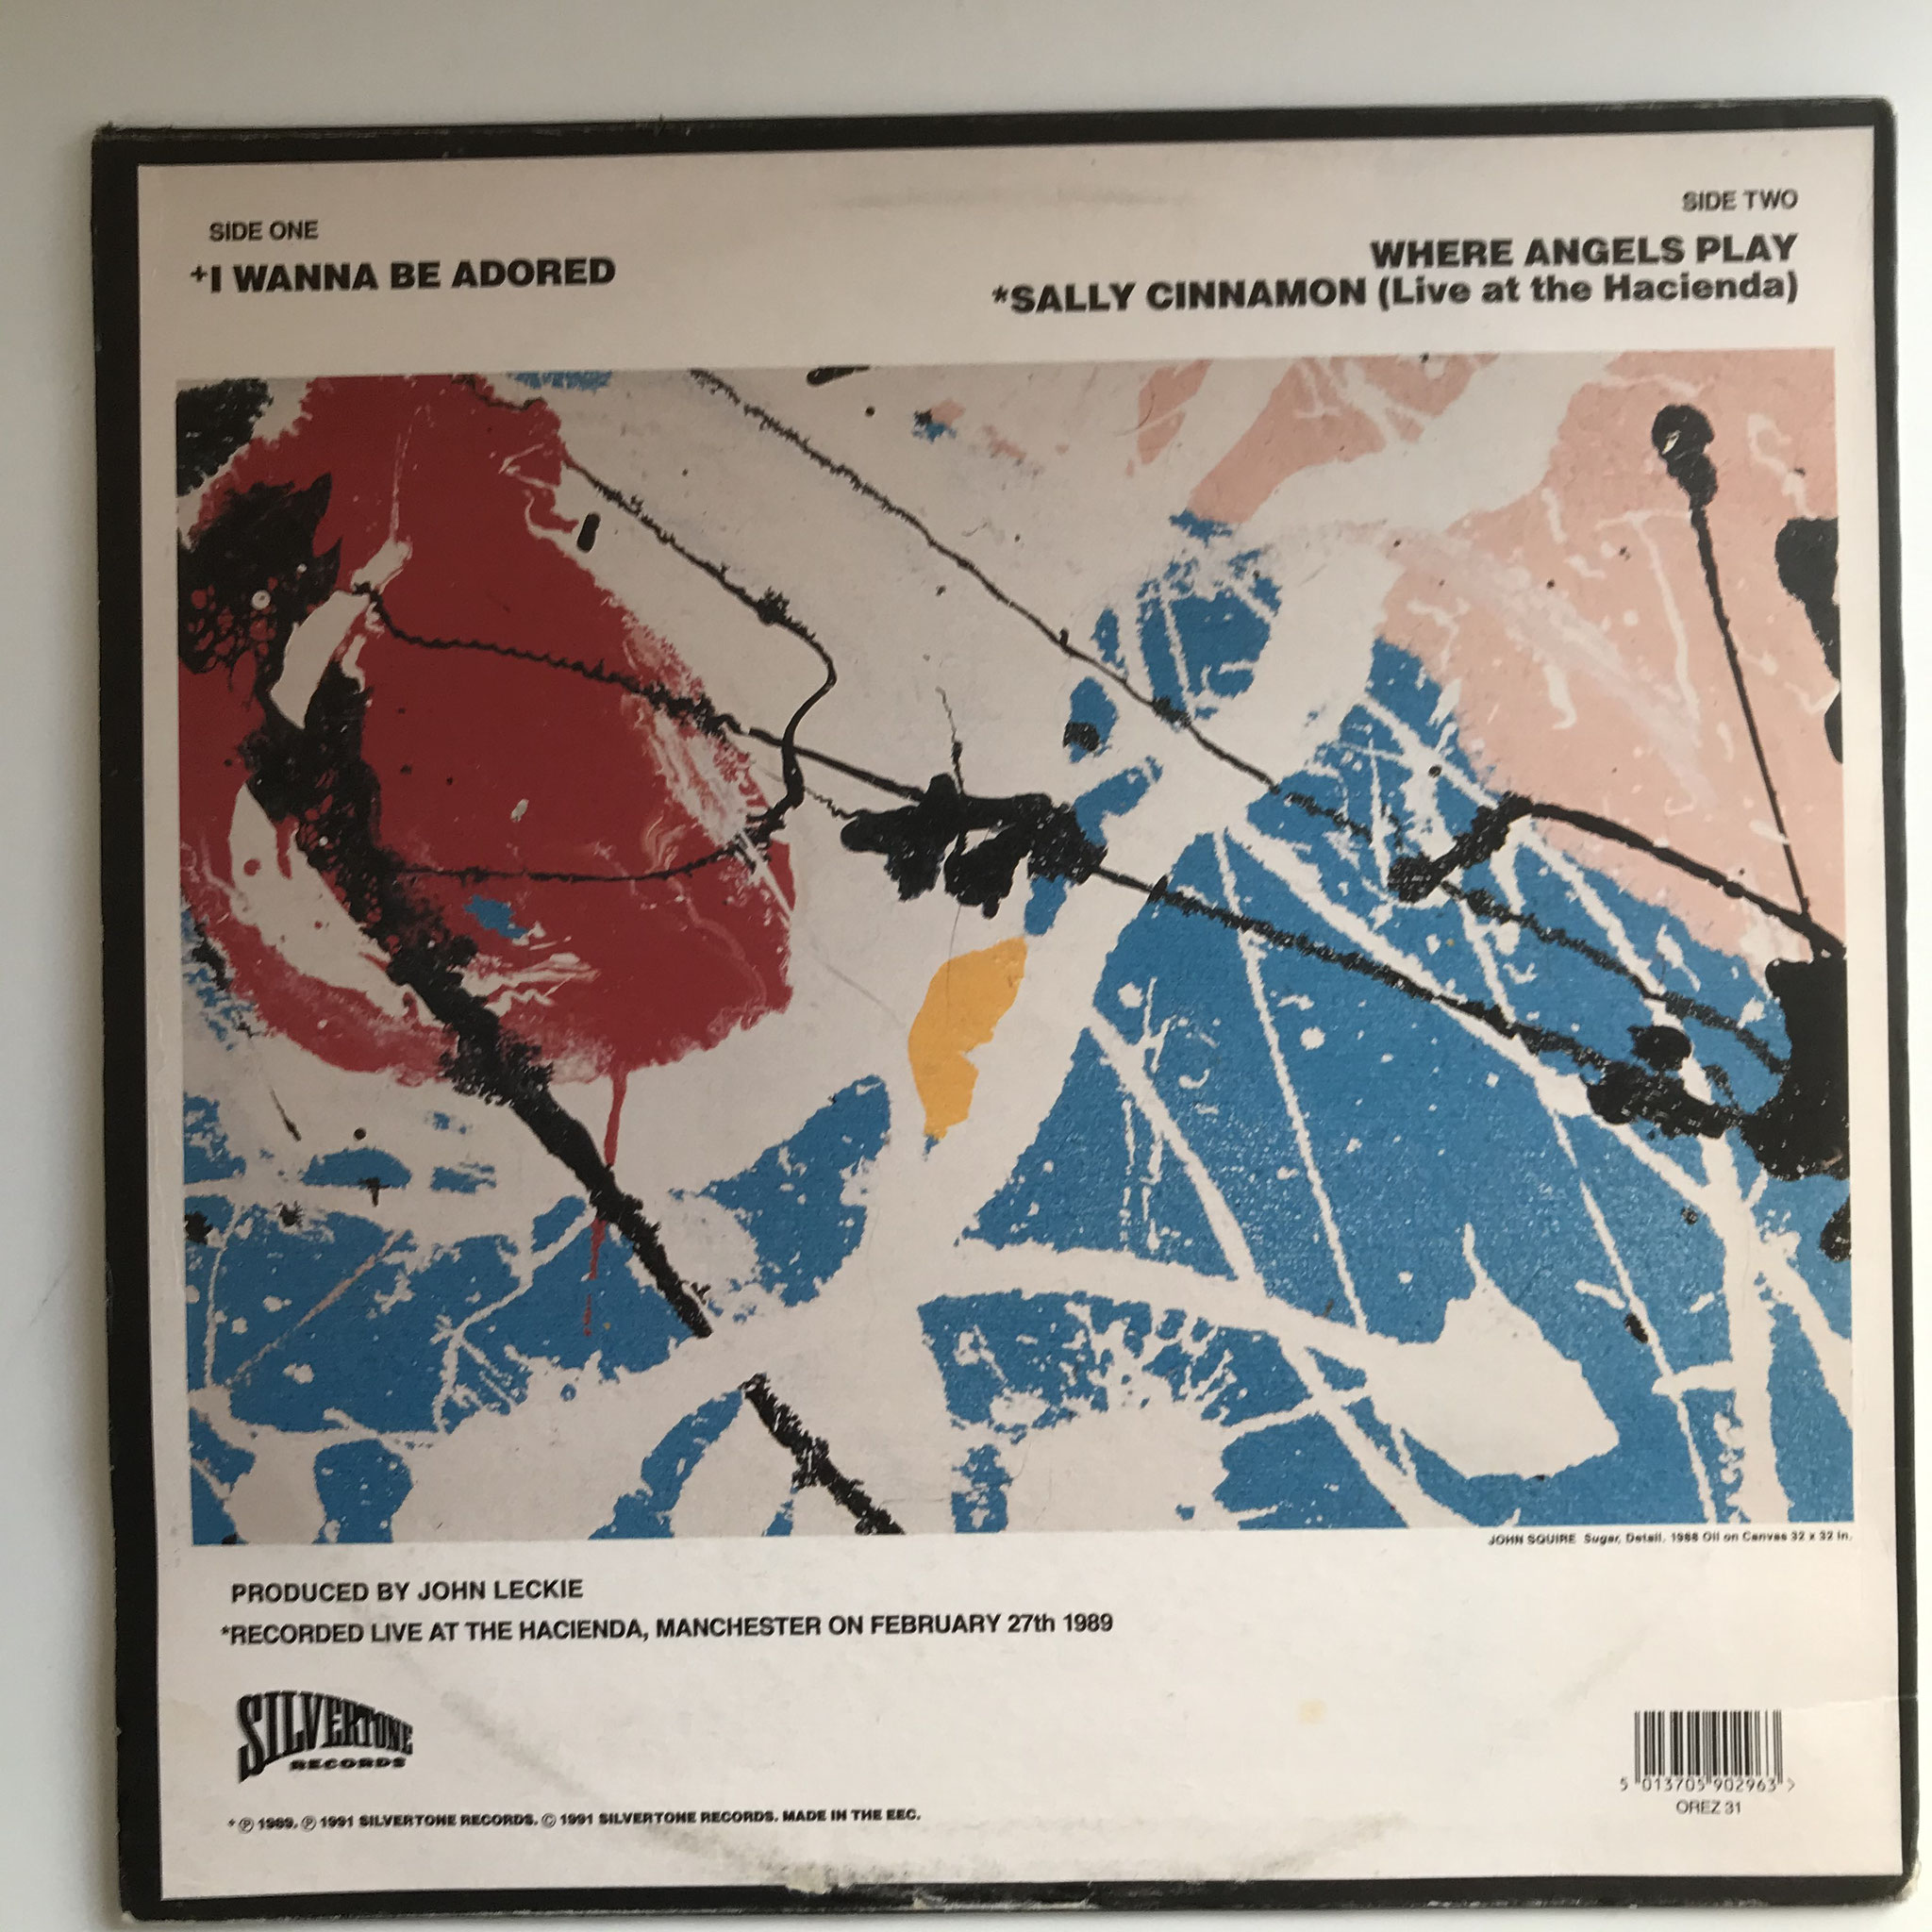 SIDE ONE
+I WANNA BE ADORED
SIDE TWO
WHERE ANGELS PLAY
*SALLY CINNAMON (Live at the Hacienda)
JOHN SQUIRE Sugar, Detail. 1988 Oil on Canvas 32 x 32 in.
PRODUCED BY JOHN LECKIE
*RECORDED LIVE AT THE HACIENDA, MANCHESTER ON FEBRUARY 27th 1989
SILVERTONE
RECORDS
+ ℗ 1989. ℗ 1991 SILVERTONE RECORDS. © 1991 SILVERTONE RECORDS. MADE IN THE EEC.
5 013705 902963 >
OREZ 31